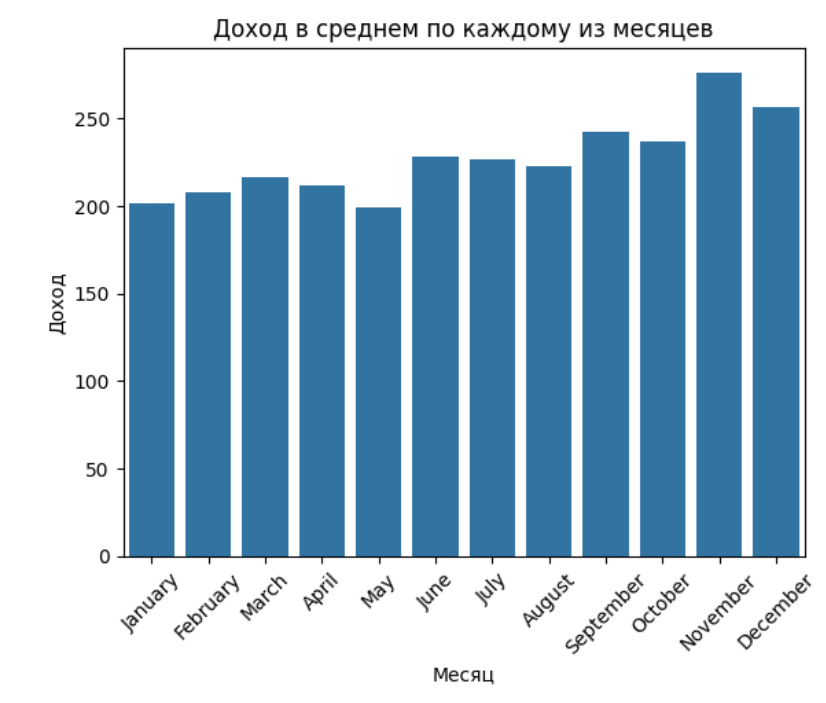 Доход в среднем по каждому из месяцев
Доход
250
200
150
100
50
0
January
February
March
April
May
June
July
August
September
October
November
December
Месяц